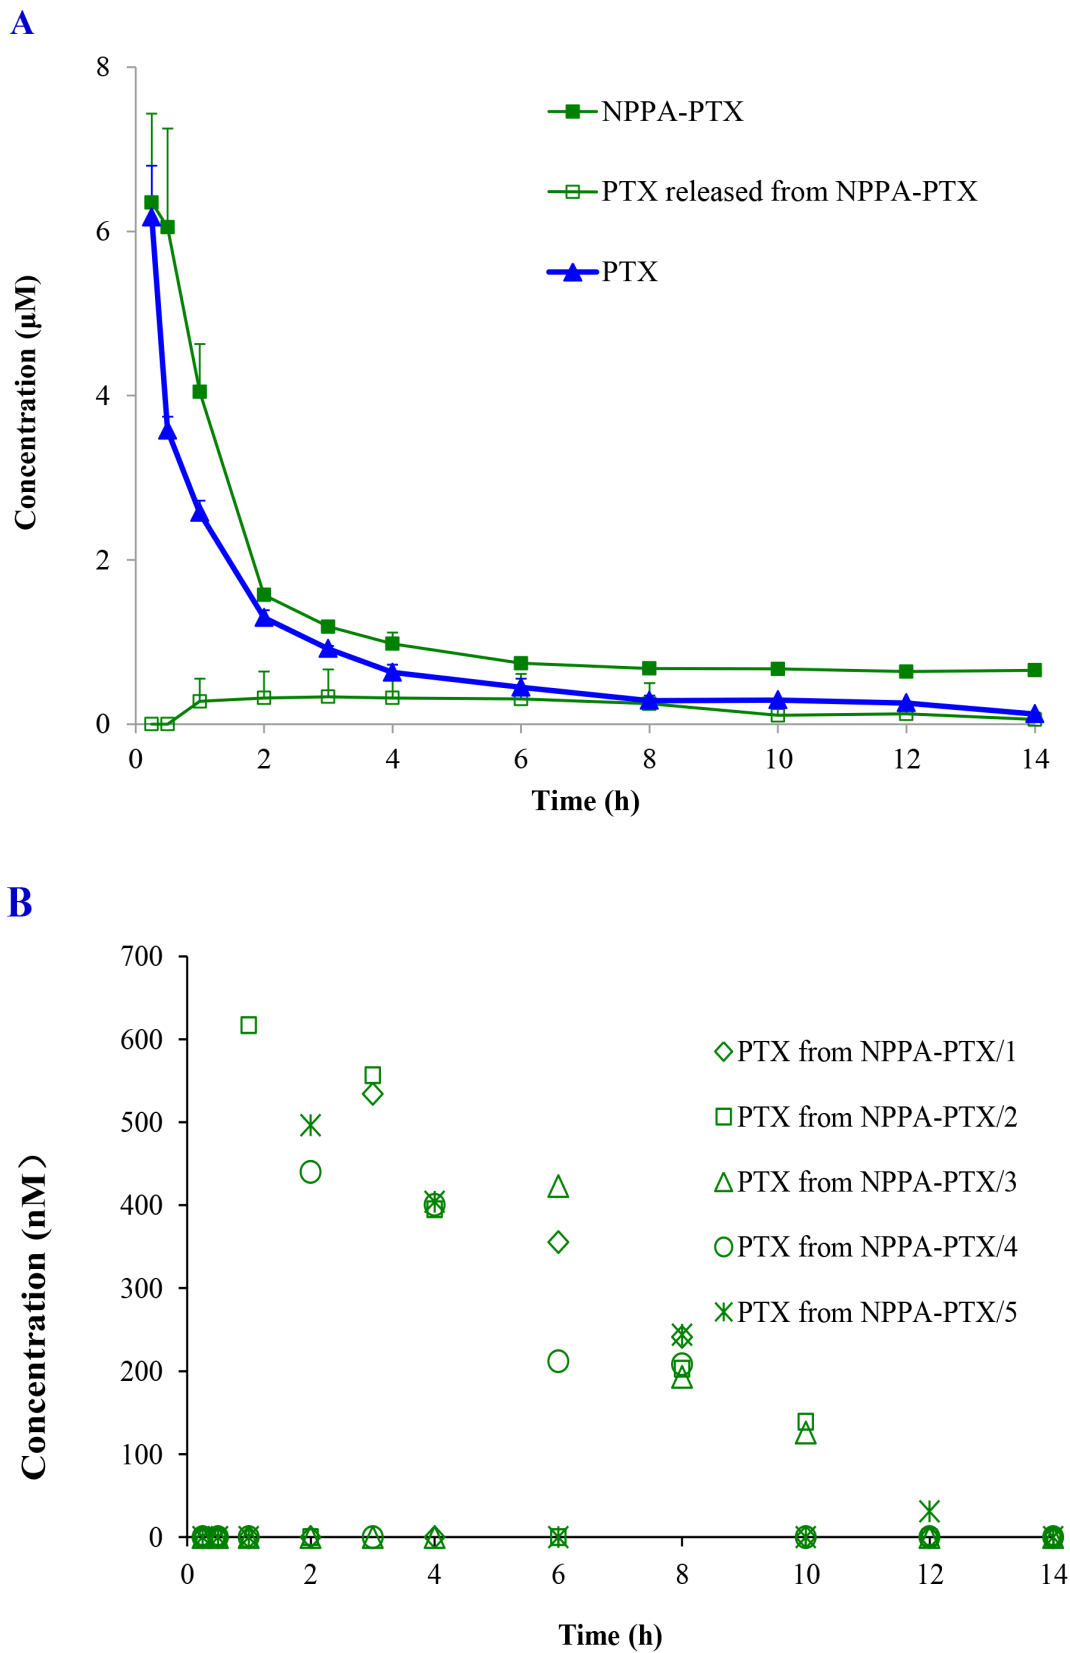 A
8
NPPA-PTX
PTX released from NPPA-PTX
6
PTX
Concentration (µM)
4
2
0
0 2 4 6 8 10 12 14
Time (h)
B
700
600
PTX from NPPA-PTX/1
500
PTX from NPPA-PTX/2
400
PTX from NPPA-PTX/3
Concentration (nM)
300
PTX from NPPA-PTX/4
200
PTX from NPPA-PTX/5
100
0
0 2 4 6 8 10 12 14
Time (h)